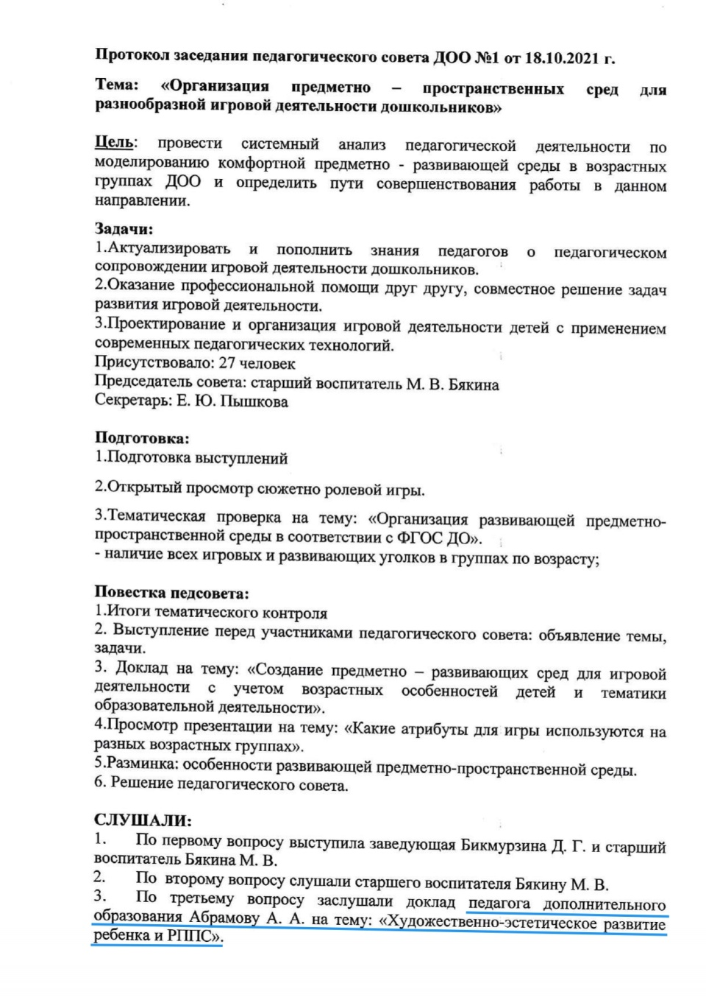 Протокол заседания педагогического совета ДОО №1 от 18.10.2021 г.
Тема: «Организация предметно – пространственных сред для
разнообразной игровой деятельности дошкольников»
Цель: провести системный анализ педагогической деятельности по
моделированию комфортной предметно - развивающей среды в возрастных
группах ДОО и определить пути совершенствования работы в данном
направлении.
Задачи:
1.Актуализировать и пополнить знания педагогов о педагогическом
сопровождении игровой деятельности дошкольников.
2.Оказание профессиональной помощи друг другу, совместное решение задач
развития игровой деятельности.
3.Проектирование и организация игровой деятельности детей с применением
современных педагогических технологий.
Присутствовало: 27 человек
Председатель совета: старший воспитатель М. В. Бякина
Секретарь: Е. Ю. Пышкова
Подготовка:
1.Подготовка выступлений
2.Открытый просмотр сюжетно ролевой игры.
3.Тематическая проверка на тему: «Организация развивающей предметно-
пространственной среды в соответствии с ФГОС ДО».
- наличие всех игровых и развивающих уголков в группах по возрасту;
Повестка педсовета:
1.Итоги тематического контроля
2. Выступление перед участниками педагогического совета: объявление темы,
задачи.
3. Доклад на тему: «Создание предметно – развивающих сред для игровой
деятельности с учетом возрастных особенностей детей и тематики
образовательной деятельности».
4.Просмотр презентации на тему: «Какие атрибуты для игры используются на
разных возрастных группах».
5.Разминка: особенности развивающей предметно-пространственной среды.
6. Решение педагогического совета.
СЛУШАЛИ:
1. По первому вопросу выступила заведующая Бикмурзина Д. Г. и старший
воспитатель Бякина М. В.
2. По второму вопросу слушали старшего воспитателя Бякину М. В.
3. По третьему вопросу заслушали доклад педагога дополнительного
образования Абрамову А. А. на тему: «Художественно-эстетическое развитие
ребенка и РППС».